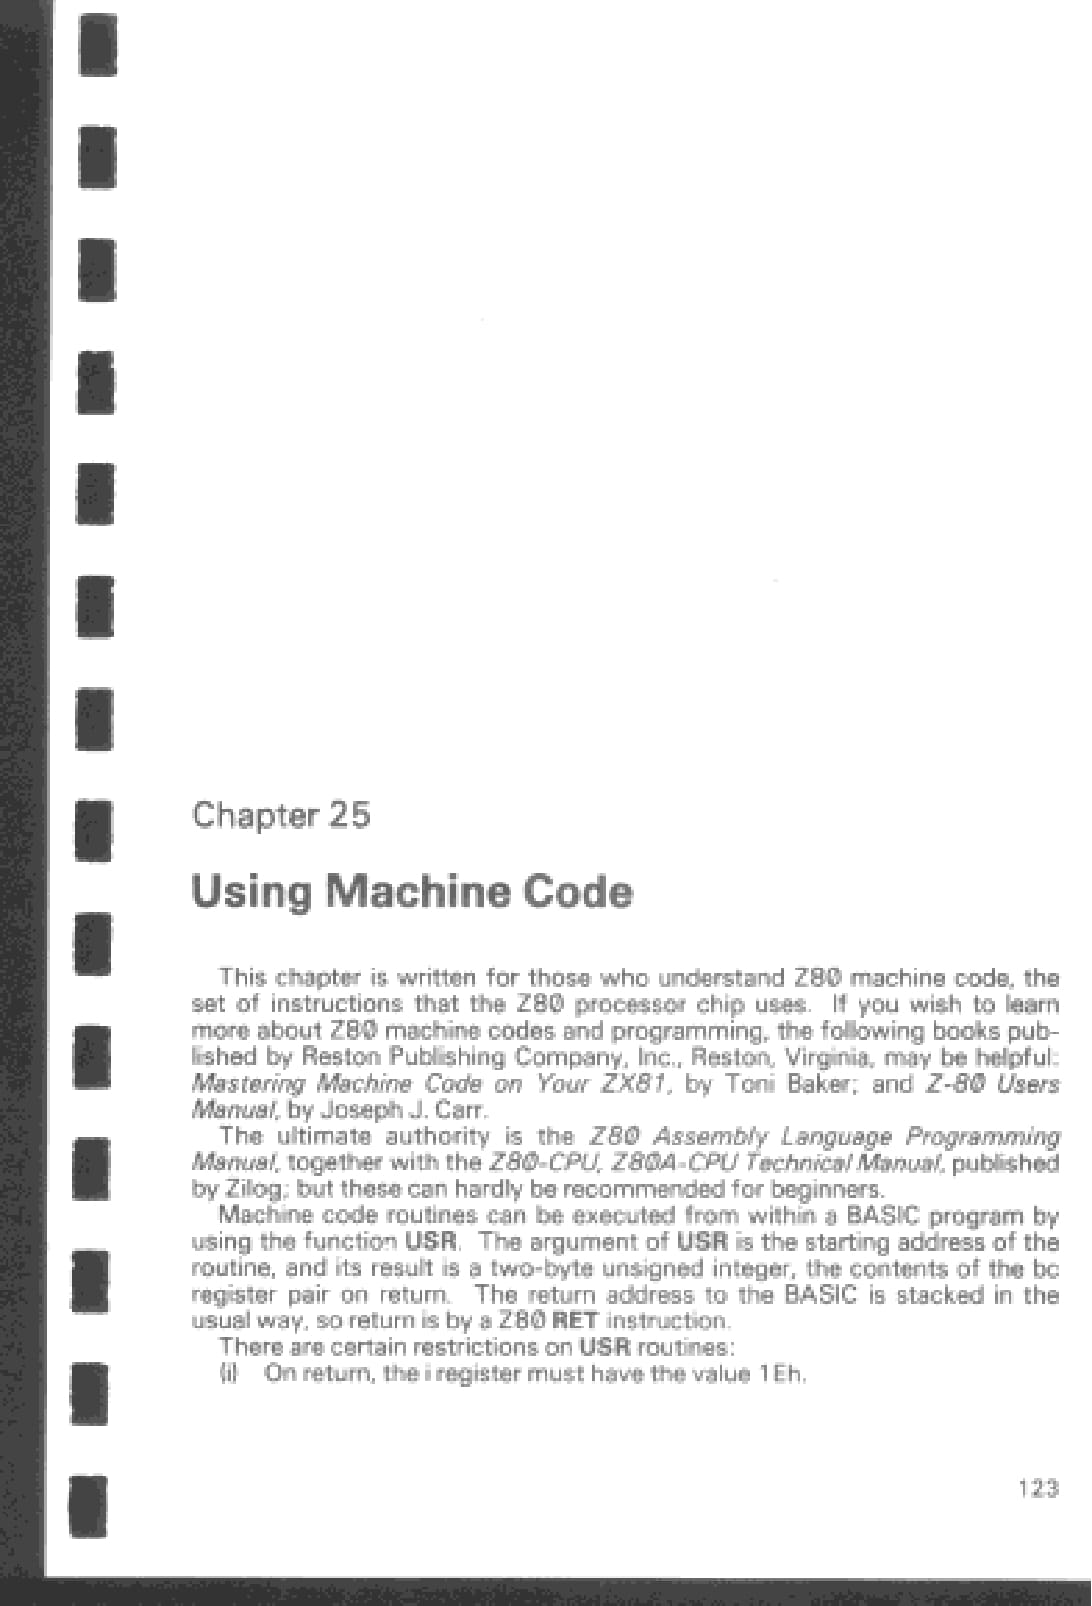 Chapter 25
Using Machine Code
This chapter is written for those who understand Z80 machine code, the
set of instructions that the Z80 processor chip uses. If you wish to learn
more about Z80 machine codes and programming, the following books pub-
lished by Reston Publishing Company, Inc., Reston, Virginia, may be helpful:
Mastering Machine Code on Your ZX81, by Toni Baker; and Z-80 Users
Manual, by Joseph J. Carr.
The ultimate authority is the Z80 Assembly Language Programming
Manual, together with the Z80-CPU, Z80A-CPU Technical Manual, published
by Zilog; but these can hardly be recommended for beginners.
Machine code routines can be executed from within a BASIC program by
using the function USR. The argument of USR is the starting address of the
routine, and its result is a two-byte unsigned integer, the contents of the bc
register pair on return. The return address to the BASIC is stacked in the
usual way, so return is by a Z80 RET instruction.
There are certain restrictions on USR routines:
(i) On return, the i register must have the value 1Eh.
123